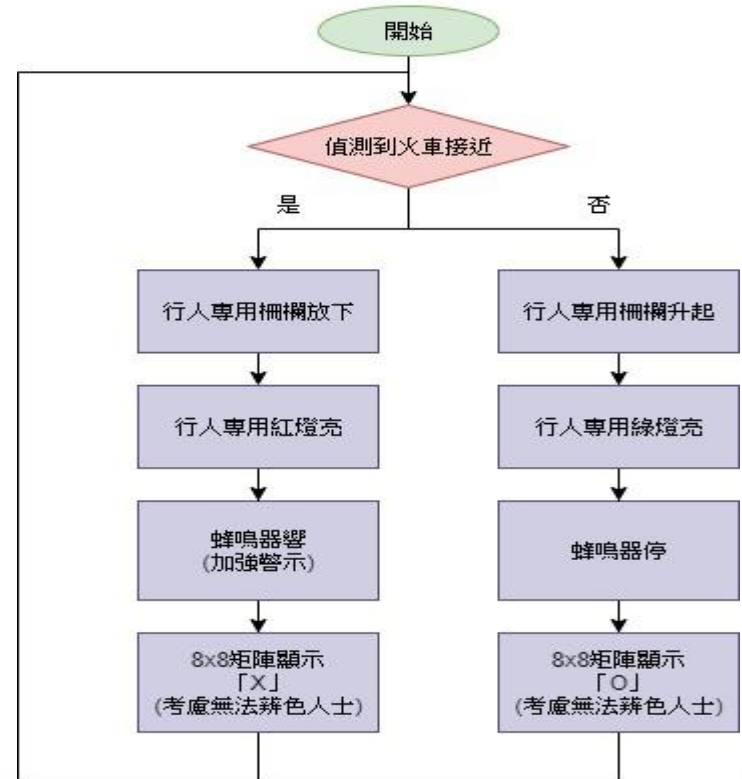 開始
偵測到火車接近
是
否
行人專用柵欄放下
行人專用柵欄升起
行人專用紅燈亮
行人專用綠燈亮
蜂鳴器響
(加強警示)
蜂鳴器停
8x8矩陣顯示
「X」
(考慮無法辨色人士)
8x8矩陣顯示
「O」
(考慮無法辨色人士)